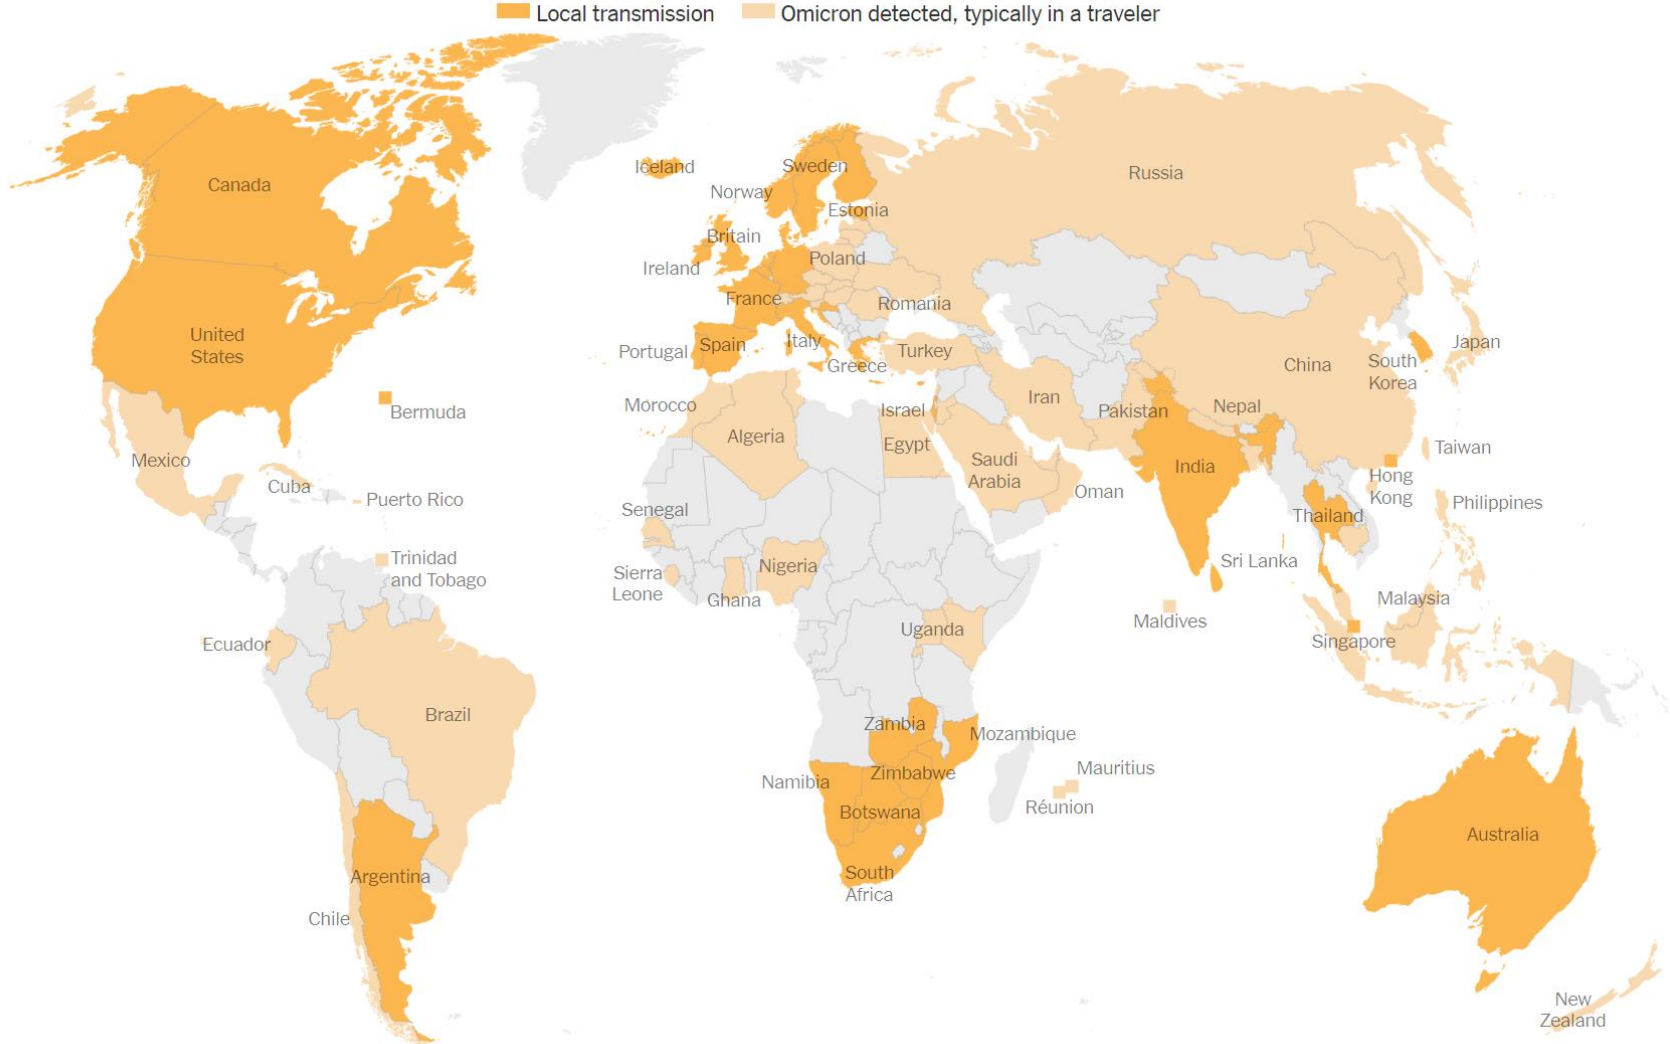 Local transmission
Omicron detected, typically in a traveler
Canada
Iceland
Sweden
Norway
Russia
Estonia
Britain
Ireland
Poland
France
Romania
United
States
Portugal
Spain
Italy
Greece
Turkey
Japan
China
South
Korea
Bermuda
Morocco
Israel
Iran
Pakistan
Nepal
Algeria
Egypt
Mexico
Saudi
Arabia
India
Taiwan
Cuba
Puerto Rico
Oman
Hong
Kong
Philippines
Senegal
Thailand
Trinidad
and Tobago
Sierra
Leone
Ghana
Nigeria
Sri Lanka
Malaysia
Maldives
Ecuador
Uganda
Singapore
Brazil
Zambia
Mozambique
Namibia
Zimbabwe
Mauritius
Réunion
Botswana
Australia
Argentina
South
Africa
Chile
New
Zealand